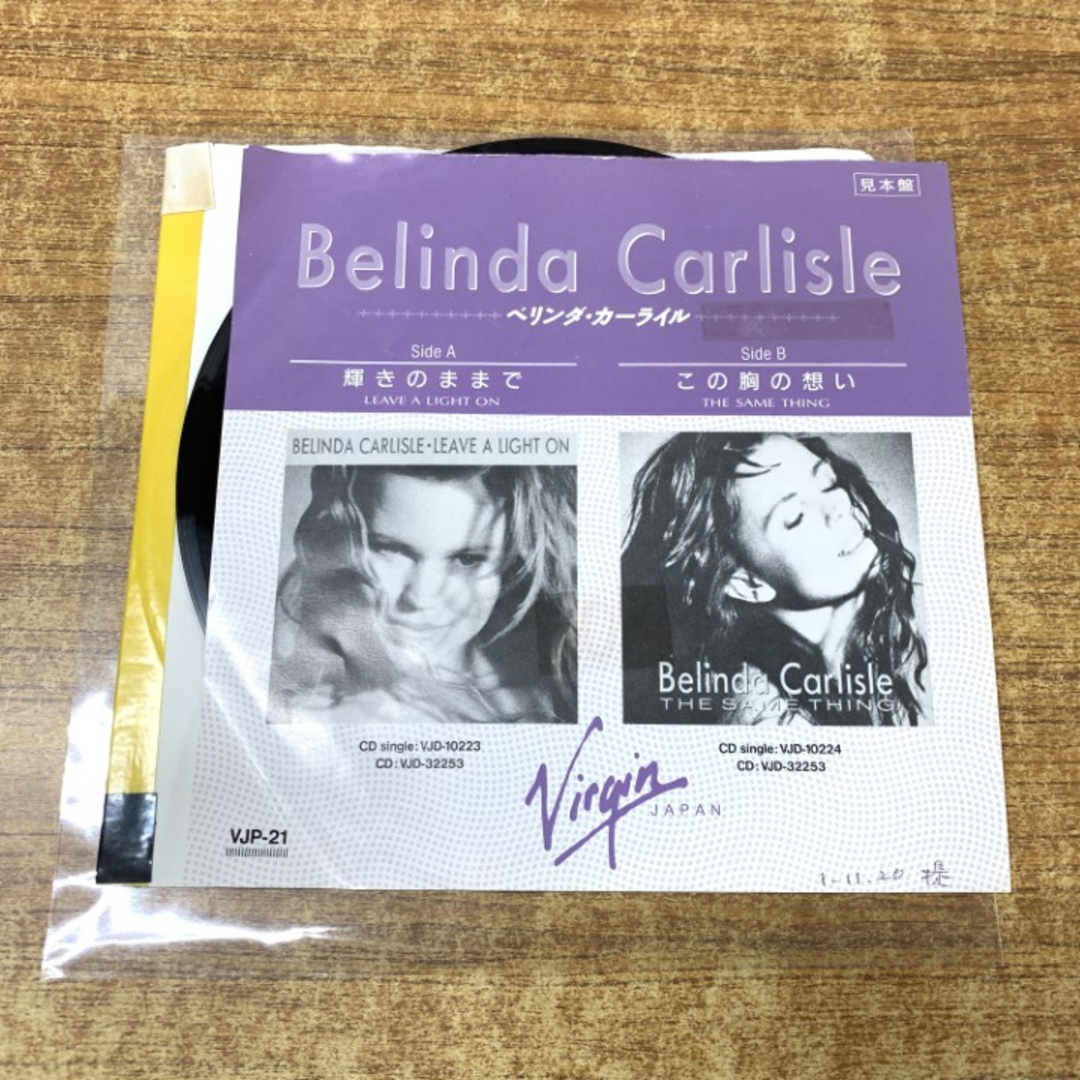 見本盤
Belinda Carlisle
ベリンダ・カーライル
Side A
輝きのままで
LEAVE A LIGHT ON
Side B
この胸の想い
THE SAME THING
BELINDA CARLISLE・LEAVE A LIGHT ON
Belinda Carlisle
THE SAME THING
CD single: VJD-10223
CD: VJD-32253
CD single: VJD-10224
CD: VJD-32253
Virgin
JAPAN
VJP-21
1.11.20